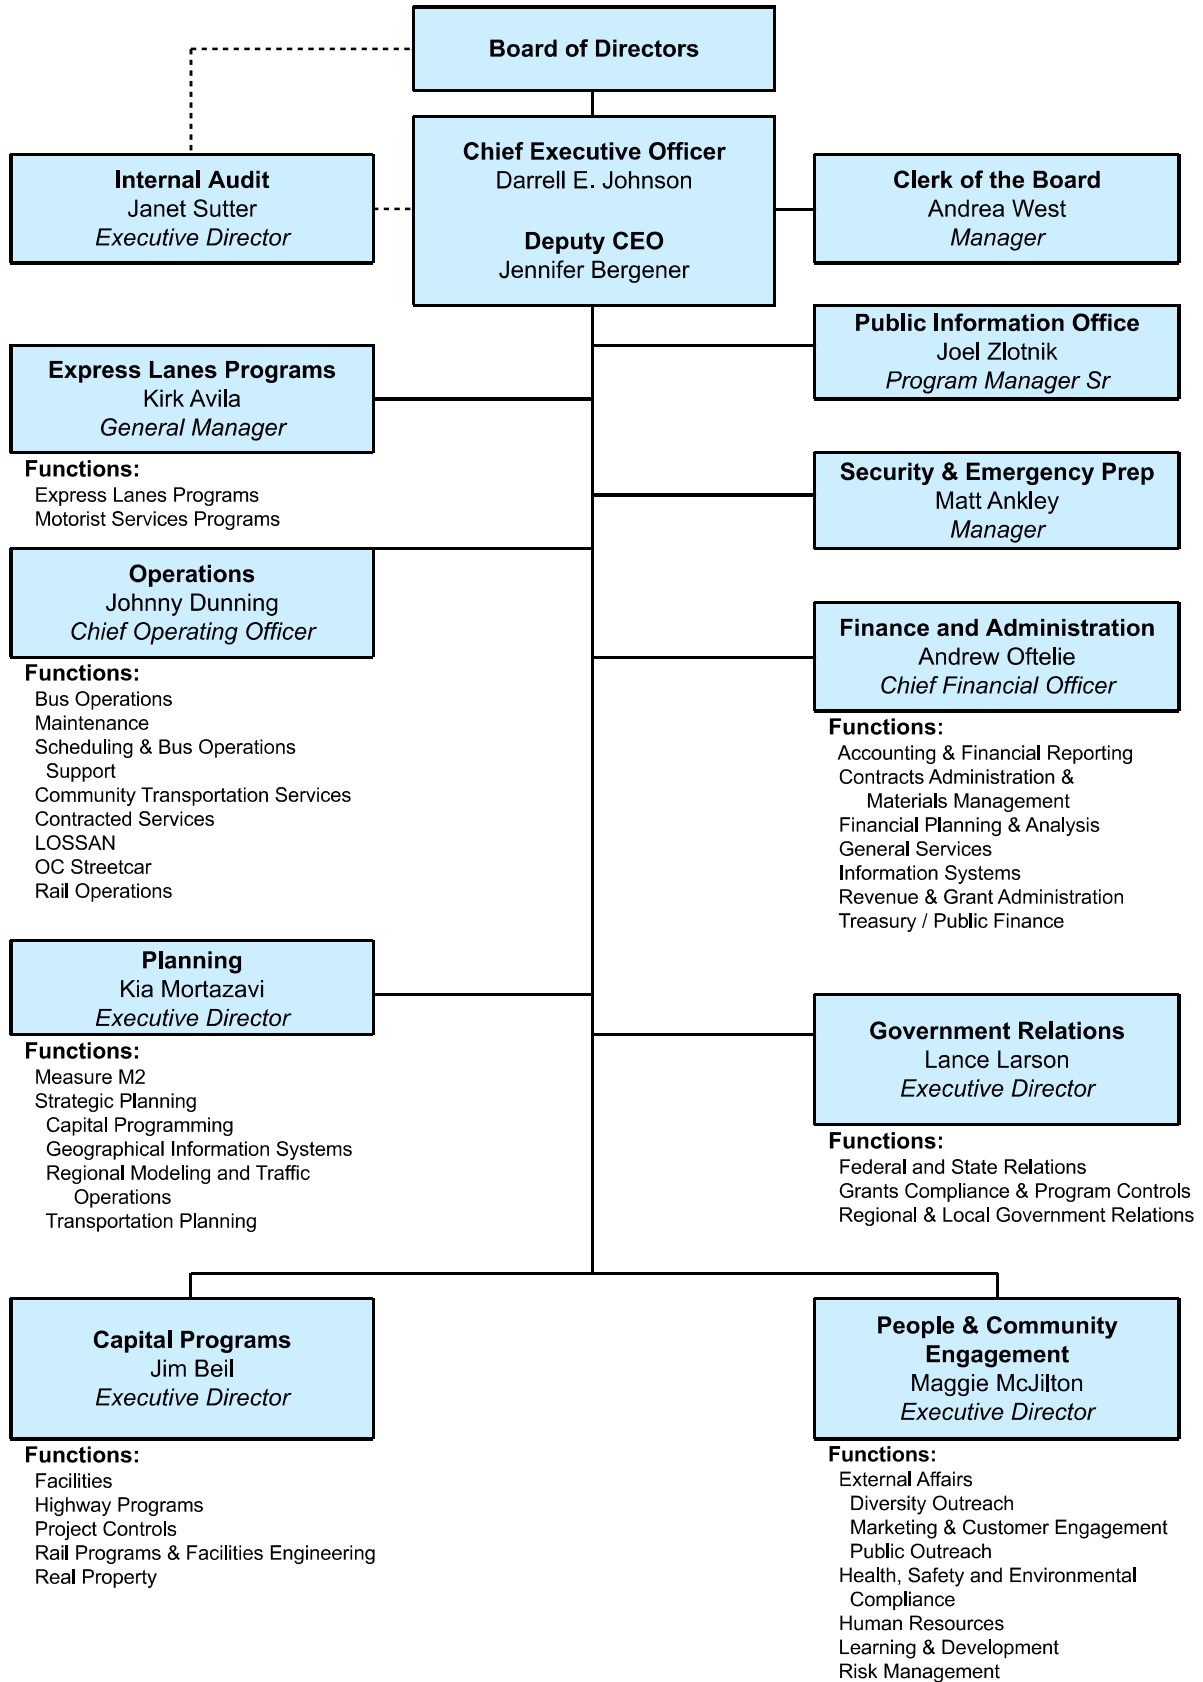 Board of Directors
Chief Executive Officer
Darrell E. Johnson
Deputy CEO
Jennifer Bergener
Internal Audit
Janet Sutter
Executive Director
Clerk of the Board
Andrea West
Manager
Public Information Office
Joel Zlotnik
Program Manager Sr
Express Lanes Programs
Kirk Avila
General Manager
Functions:
Express Lanes Programs
Motorist Services Programs
Security & Emergency Prep
Matt Ankley
Manager
Operations
Johnny Dunning
Chief Operating Officer
Functions:
Bus Operations
Maintenance
Scheduling & Bus Operations
Support
Community Transportation Services
Contracted Services
LOSSAN
OC Streetcar
Rail Operations
Finance and Administration
Andrew Oftelie
Chief Financial Officer
Functions:
Accounting & Financial Reporting
Contracts Administration &
Materials Management
Financial Planning & Analysis
General Services
Information Systems
Revenue & Grant Administration
Treasury / Public Finance
Planning
Kia Mortazavi
Executive Director
Functions:
Measure M2
Strategic Planning
Capital Programming
Geographical Information Systems
Regional Modeling and Traffic
Operations
Transportation Planning
Government Relations
Lance Larson
Executive Director
Functions:
Federal and State Relations
Grants Compliance & Program Controls
Regional & Local Government Relations
Capital Programs
Jim Beil
Executive Director
Functions:
Facilities
Highway Programs
Project Controls
Rail Programs & Facilities Engineering
Real Property
People & Community
Engagement
Maggie McJilton
Executive Director
Functions:
External Affairs
Diversity Outreach
Marketing & Customer Engagement
Public Outreach
Health, Safety and Environmental
Compliance
Human Resources
Learning & Development
Risk Management